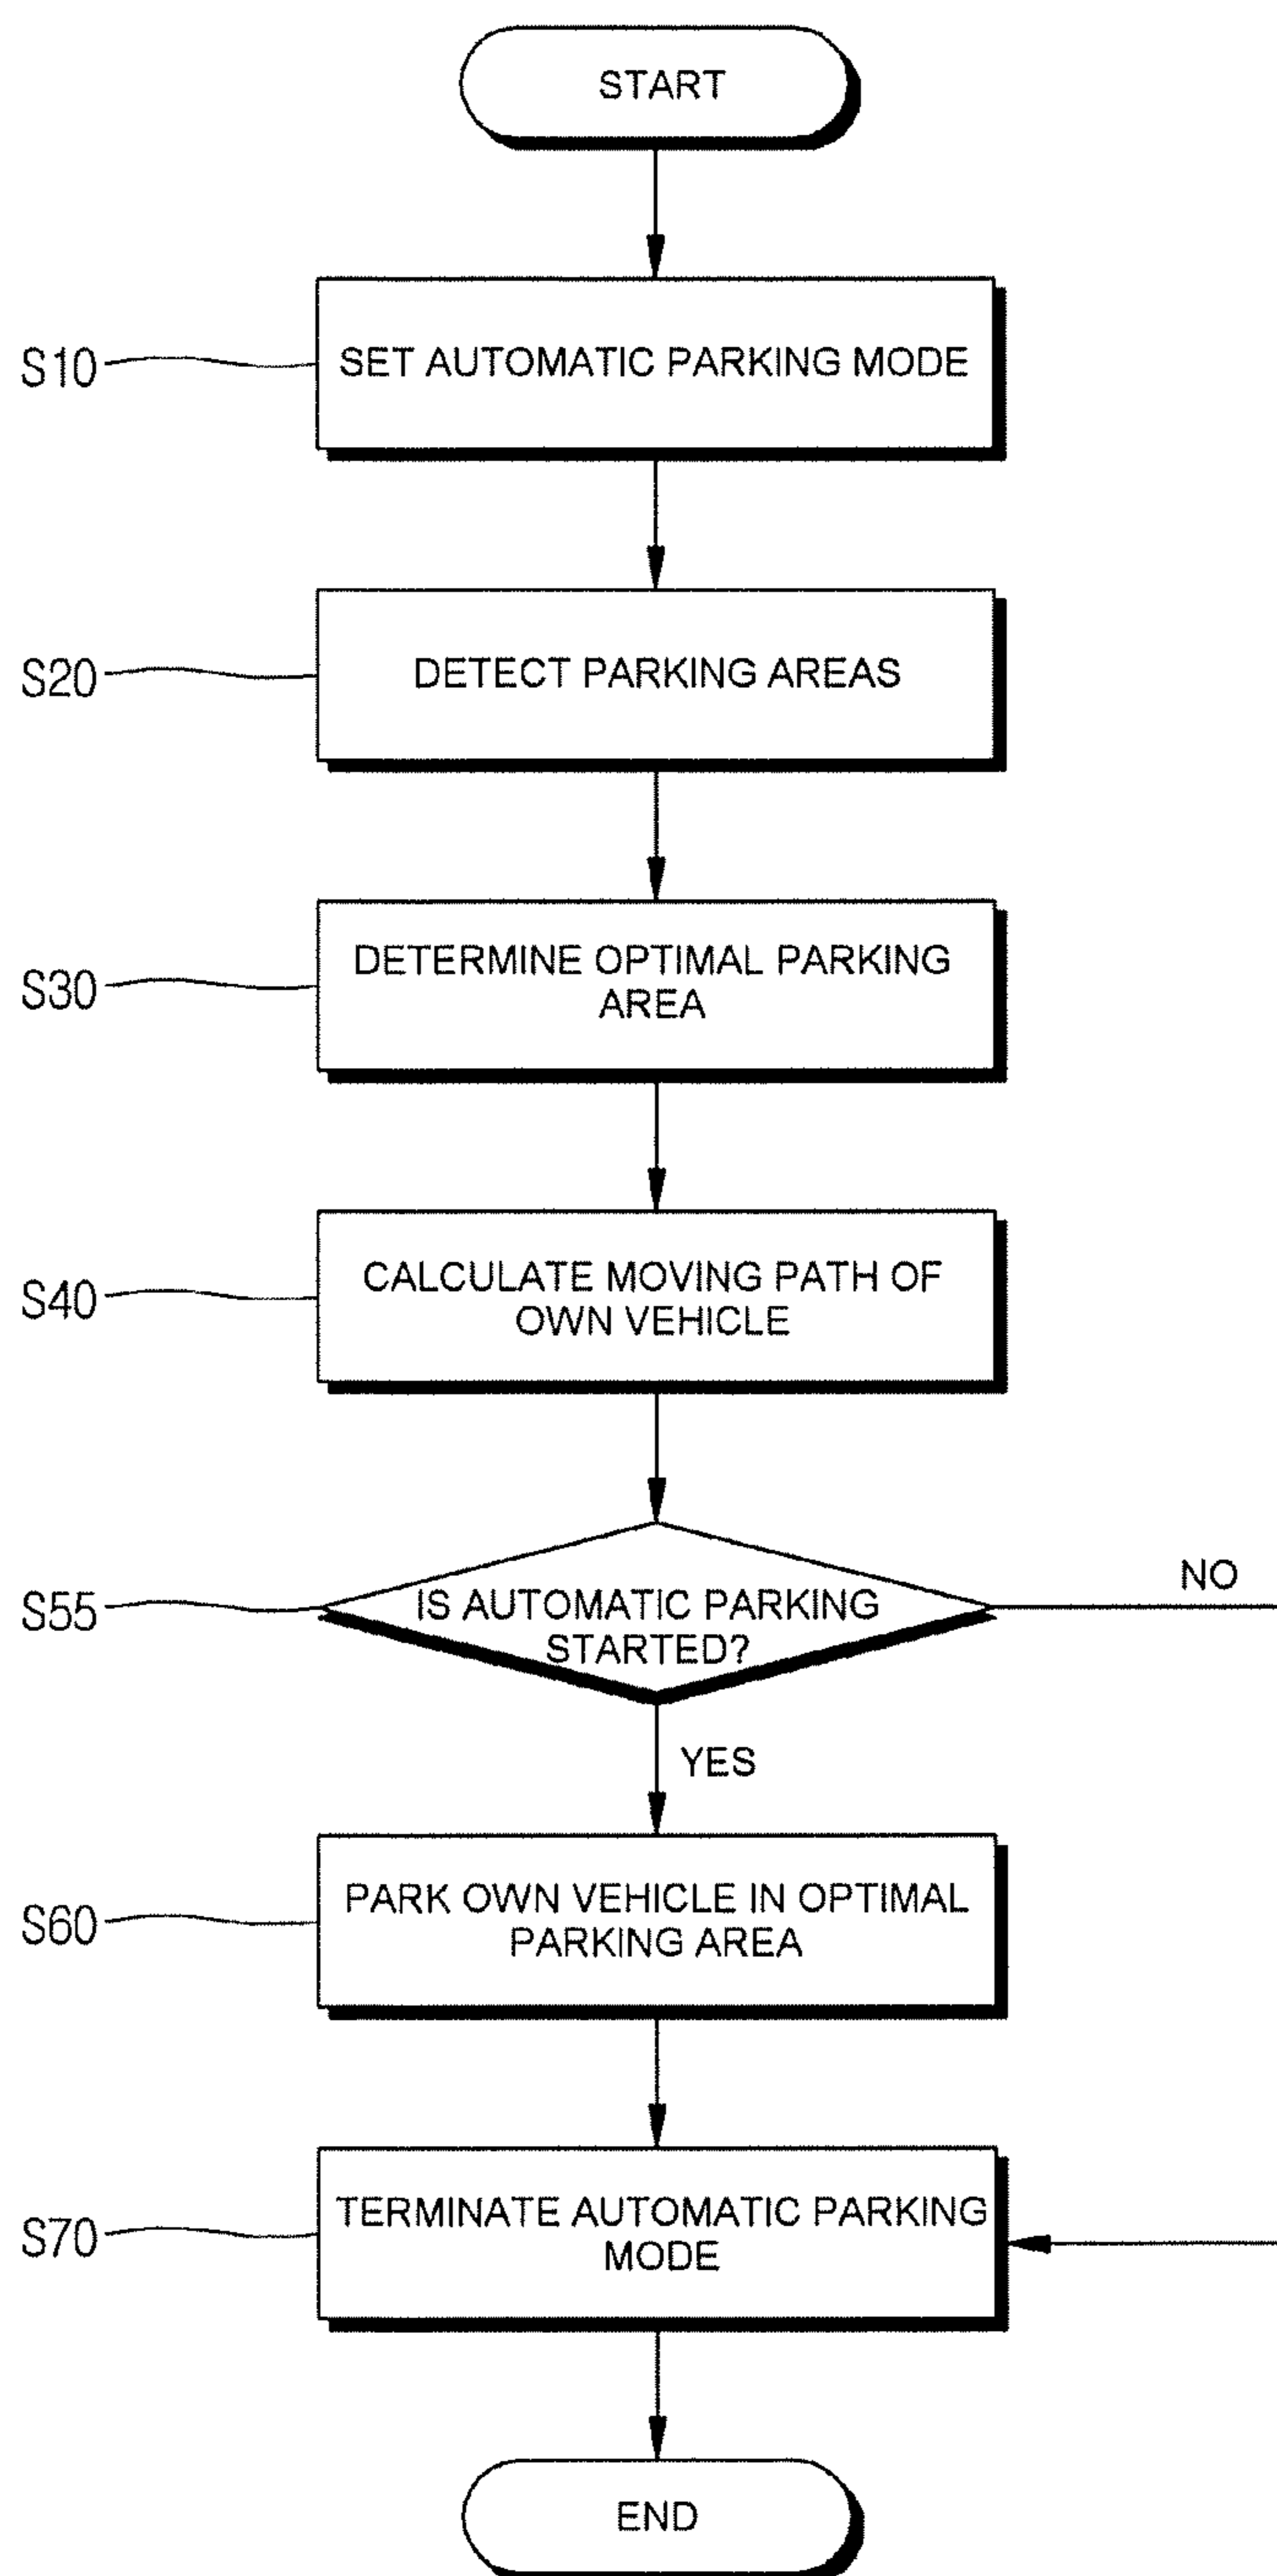 START
S10
SET AUTOMATIC PARKING MODE
S20
DETECT PARKING AREAS
S30
DETERMINE OPTIMAL PARKING
AREA
S40
CALCULATE MOVING PATH OF
OWN VEHICLE
S55
IS AUTOMATIC PARKING
STARTED?
NO
YES
S60
PARK OWN VEHICLE IN OPTIMAL
PARKING AREA
S70
TERMINATE AUTOMATIC PARKING
MODE
END